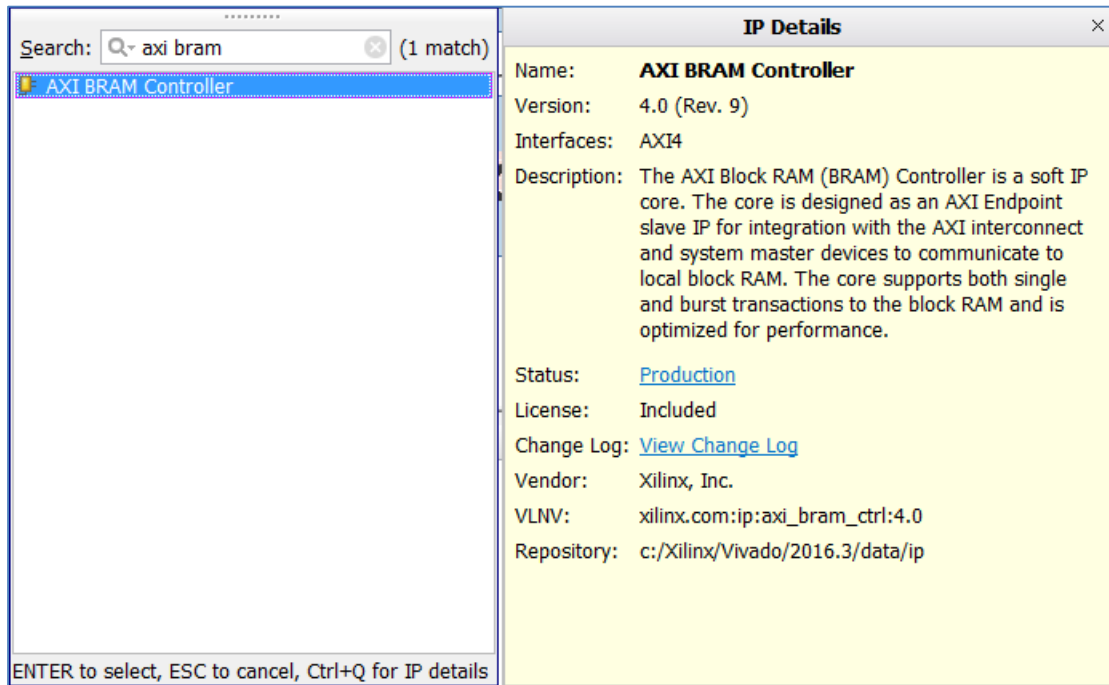 Search: axi bram (1 match)
AXI BRAM Controller
ENTER to select, ESC to cancel, Ctrl+Q for IP details
IP Details
Name: AXI BRAM Controller
Version: 4.0 (Rev. 9)
Interfaces: AXI4
Description: The AXI Block RAM (BRAM) Controller is a soft IP
core. The core is designed as an AXI Endpoint
slave IP for integration with the AXI interconnect
and system master devices to communicate to
local block RAM. The core supports both single
and burst transactions to the block RAM and is
optimized for performance.
Status: Production
License: Included
Change Log: View Change Log
Vendor: Xilinx, Inc.
VLNV: xilinx.com:ip:axi_bram_ctrl:4.0
Repository: c:/Xilinx/Vivado/2016.3/data/ip